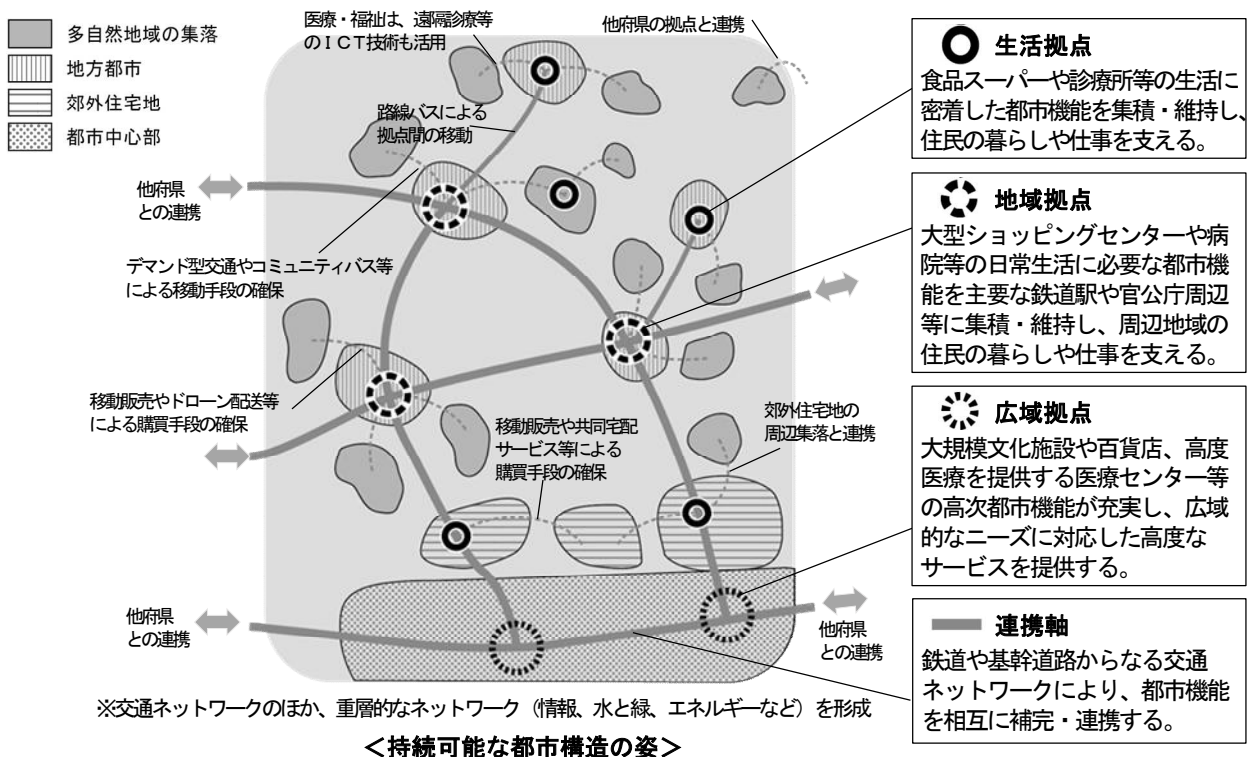 多自然地域の集落
地方都市
郊外住宅地
都市中心部
医療・福祉は、遠隔診療等
のICT技術も活用
他府県の拠点と連携
路線バスによる
拠点間の移動
他府県
との連携
デマンド型交通やコミュニティバス等
による移動手段の確保
移動販売やドローン配送等
による購買手段の確保
移動販売や共同宅配
サービス等による
購買手段の確保
郊外住宅地の
周辺集落と連携
他府県
との連携
他府県
との連携
※交通ネットワークのほか、重層的なネットワーク(情報、水と緑、エネルギーなど)を形成
<持続可能な都市構造の姿>
生活拠点
食品スーパーや診療所等の生活に
密着した都市機能を集積・維持し、
住民の暮らしや仕事を支える。
地域拠点
大型ショッピングセンターや病
院等の日常生活に必要な都市機
能を主要な鉄道駅や官公庁周辺
等に集積・維持し、周辺地域の
住民の暮らしや仕事を支える。
広域拠点
大規模文化施設や百貨店、高度
医療を提供する医療センター等
の高次都市機能が充実し、広域
的なニーズに対応した高度な
サービスを提供する。
連携軸
鉄道や基幹道路からなる交通
ネットワークにより、都市機能
を相互に補完・連携する。